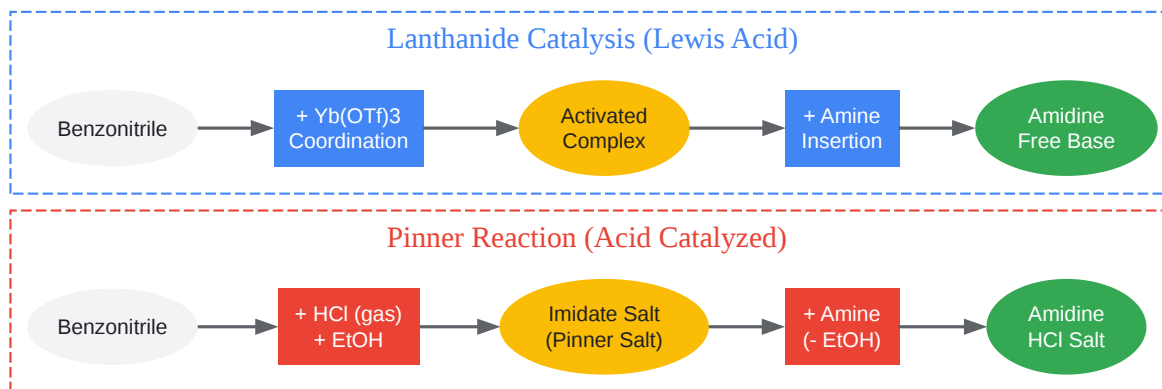 Lanthanide Catalysis (Lewis Acid)
Benzonitrile
+ Yb(OTf)3
Coordination
Activated
Complex
+ Amine
Insertion
Amidine
Free Base
Pinner Reaction (Acid Catalyzed)
Benzonitrile
+ HCl (gas)
+ EtOH
Imidate Salt
(Pinner Salt)
+ Amine
(- EtOH)
Amidine
HCl Salt